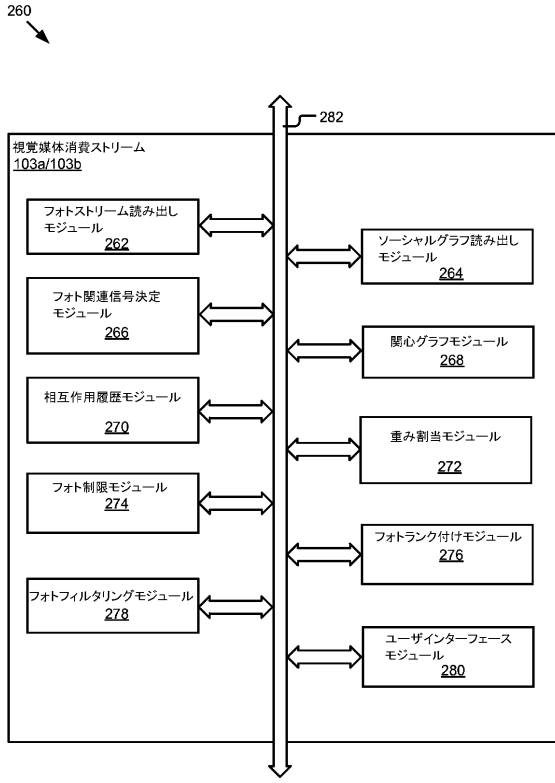 260
282
視覚媒体消費ストリーム
103a/103b
フォトストリーム読み出し
モジュール
262
ソーシャルグラフ読み出し
モジュール
264
フォト関連信号決定
モジュール
266
関心グラフモジュール
268
相互作用履歴モジュール
270
重み割当モジュール
272
フォト制限モジュール
274
フォトランク付けモジュール
276
フォトフィルタリングモジュール
278
ユーザインターフェース
モジュール
280